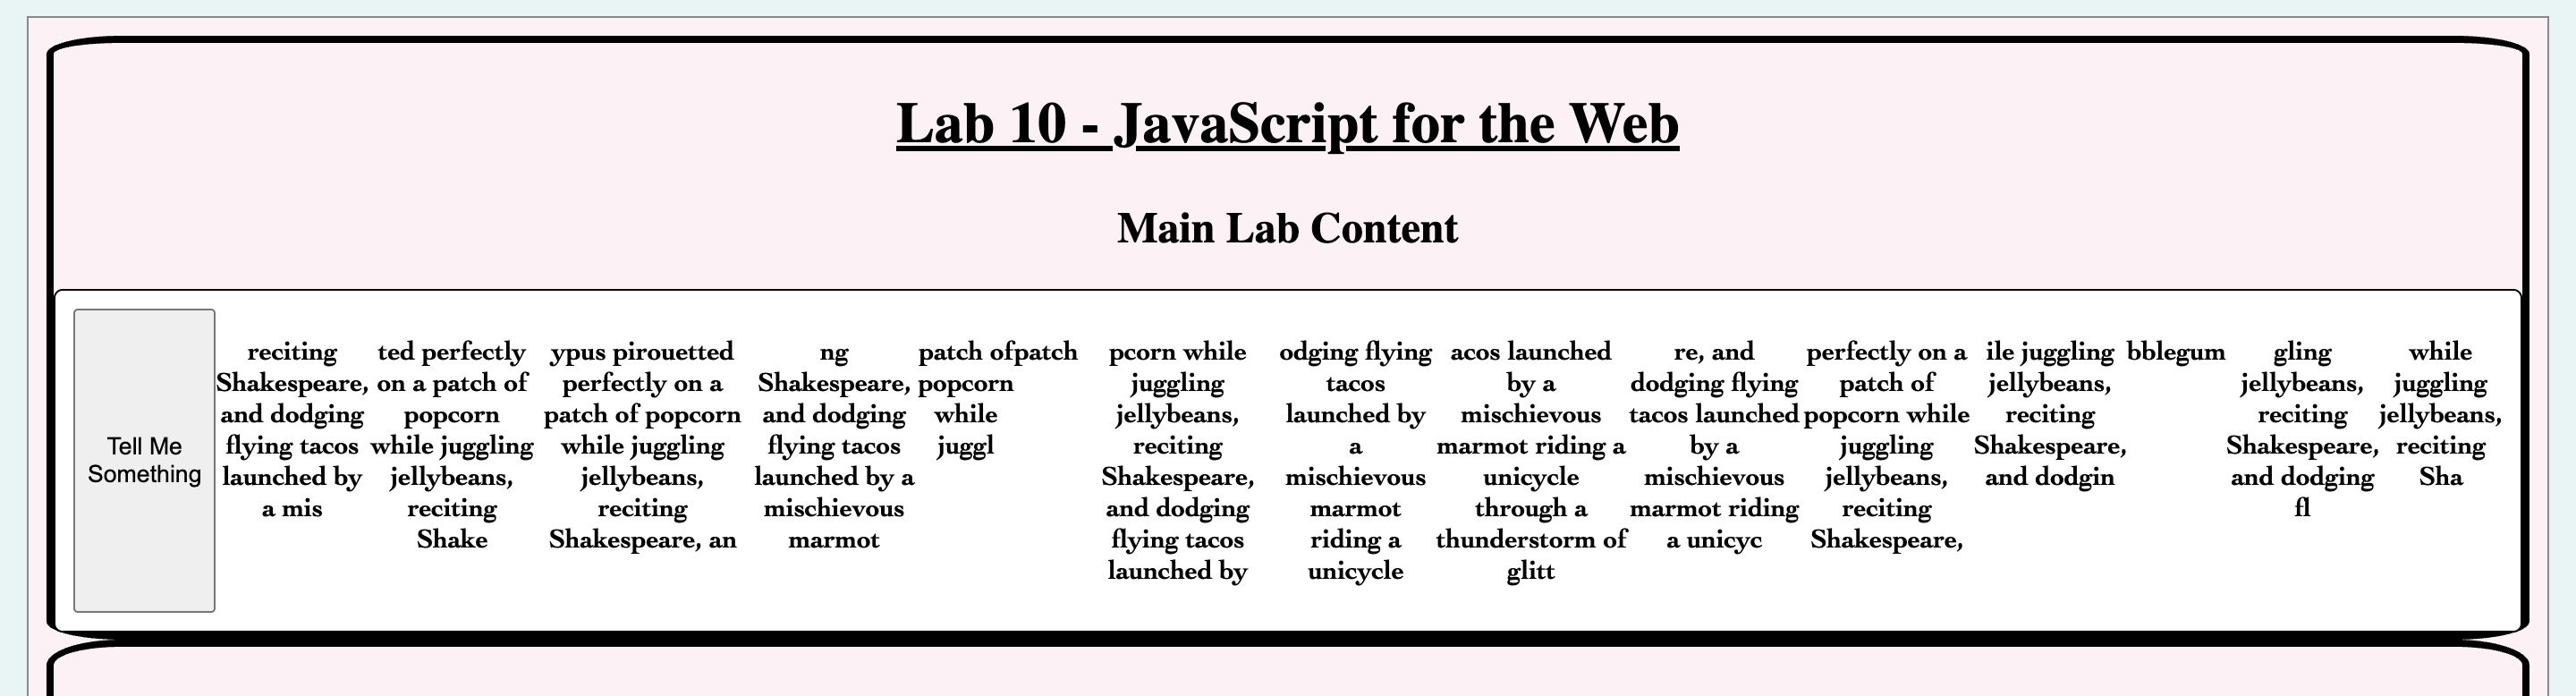 Lab 10 - JavaScript for the Web
Main Lab Content
Tell Me
Something
reciting
Shakespeare,
and dodging
flying tacos
launched by
a mis
ted perfectly
on a patch of
popcorn
while juggling
jellybeans,
reciting
Shake
ypus pirouetted
perfectly on a
patch of popcorn
while juggling
jellybeans,
reciting
Shakespeare, an
ng
Shakespeare,
and dodging
flying tacos
launched by a
mischievous
marmot
patch of
popcorn
while
juggl
patch
pcorn while
juggling
jellybeans,
reciting
Shakespeare,
and dodging
flying tacos
launched by
odging flying
tacos
launched by
a
mischievous
marmot
riding a
unicycle
acos launched
by a
mischievous
marmot riding a
unicycle
through a
thunderstorm of
glitt
re, and
dodging flying
tacos launched
by a
mischievous
marmot riding
a unicyc
perfectly on a
patch of
popcorn while
juggling
jellybeans,
reciting
Shakespeare,
ile juggling
jellybeans,
reciting
Shakespeare,
and dodgin
bblegum
gling
jellybeans,
reciting
Shakespeare,
and dodging
fl
while
juggling
jellybeans,
reciting
Sha